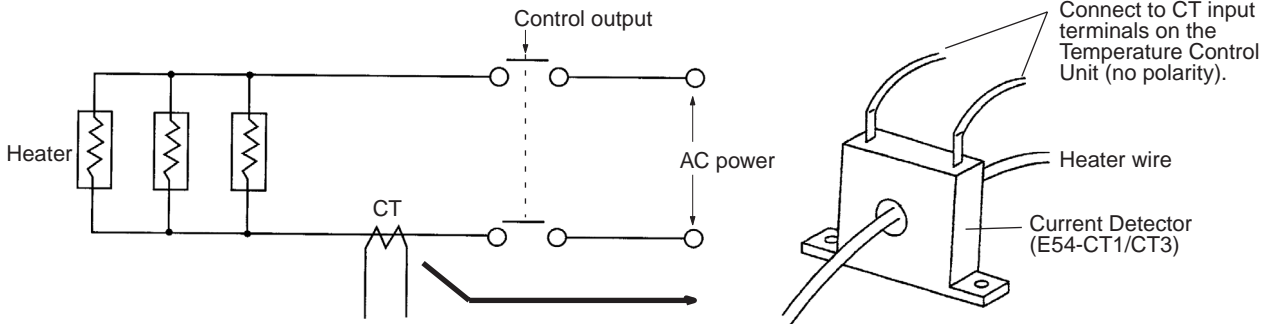 Control output
Heater
CT
AC power
Connect to CT input
terminals on the
Temperature Control
Unit (no polarity).
Heater wire
Current Detector
(E54-CT1/CT3)